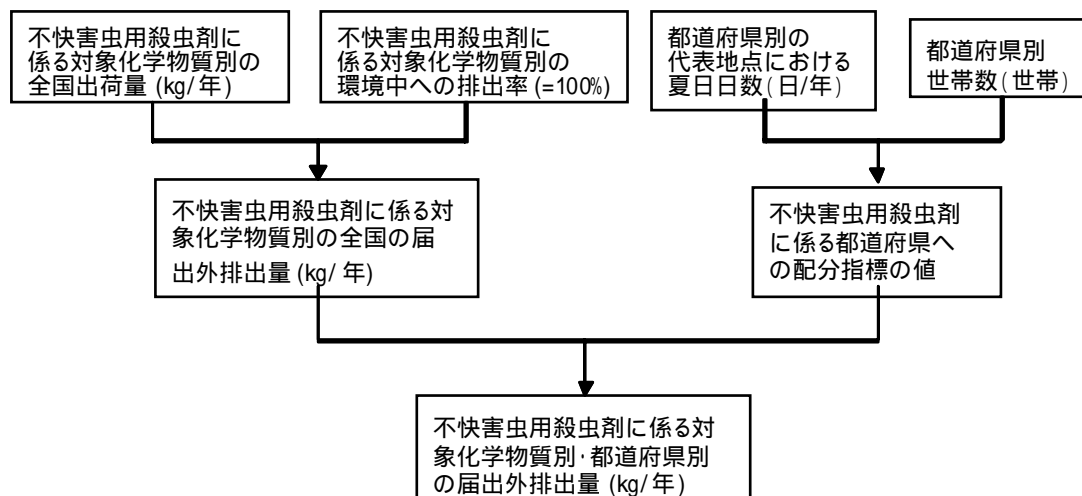 不快害虫用殺虫剤に
係る対象化学物質別の
全国出荷量 (kg/年)
不快害虫用殺虫剤に
係る対象化学物質別の
環境中への排出率 (=100%)
都道府県別の
代表地点における
夏日日数(日/年)
都道府県別
世帯数(世帯)
不快害虫用殺虫剤に係る対
象化学物質別の全国の届
出外排出量 (kg/年)
不快害虫用殺虫剤
に係る都道府県へ
の配分指標の値
不快害虫用殺虫剤に係る対
象化学物質別・都道府県別
の届出外排出量 (kg/年)